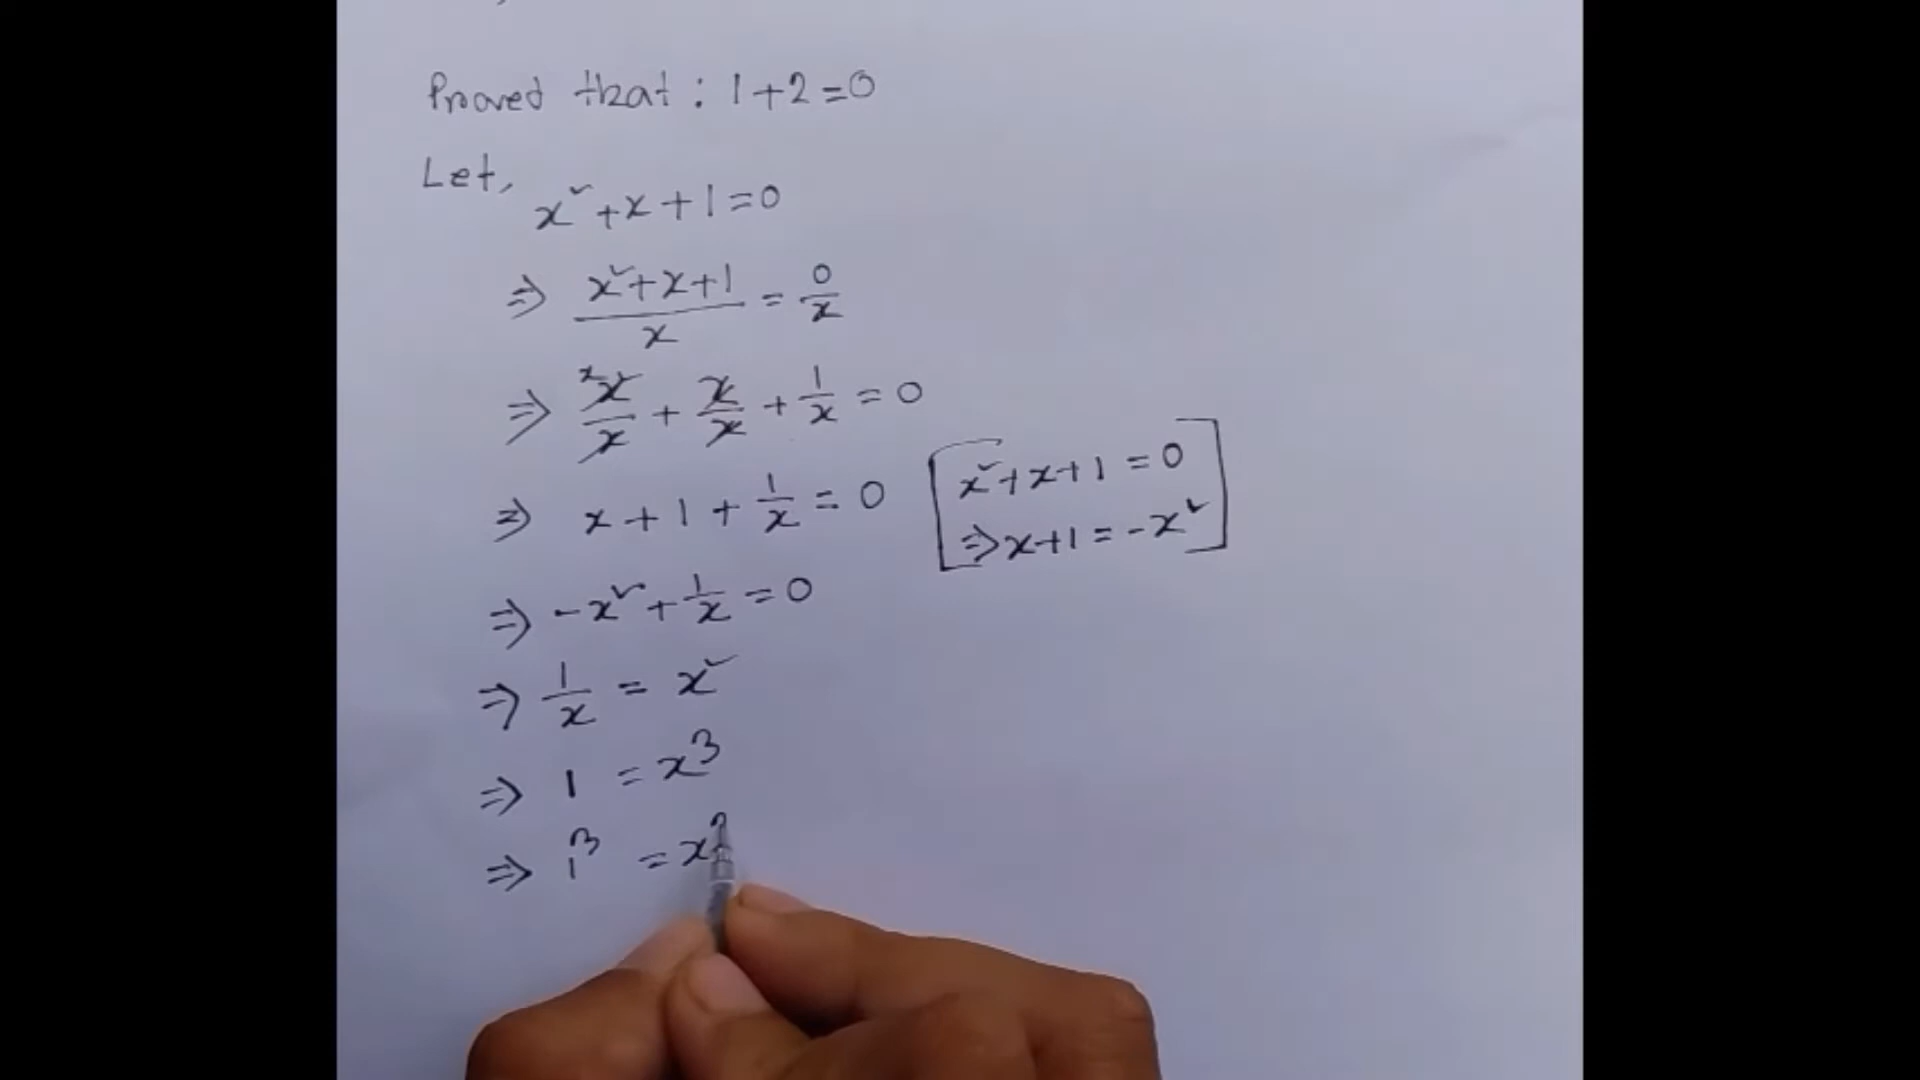 Proved that : 1+2=0
Let,
x²+x+1=0
⇒ (x²+x+1)/x = 0/x
⇒ x²/x x + x/x + 1/x = 0
⇒ x+1+1/x = 0 [x²+x+1=0
⇒x+1=-x²]
⇒ -x²+1/x=0
⇒ 1/x = x²
⇒ 1 = x³
⇒ 1³ = x